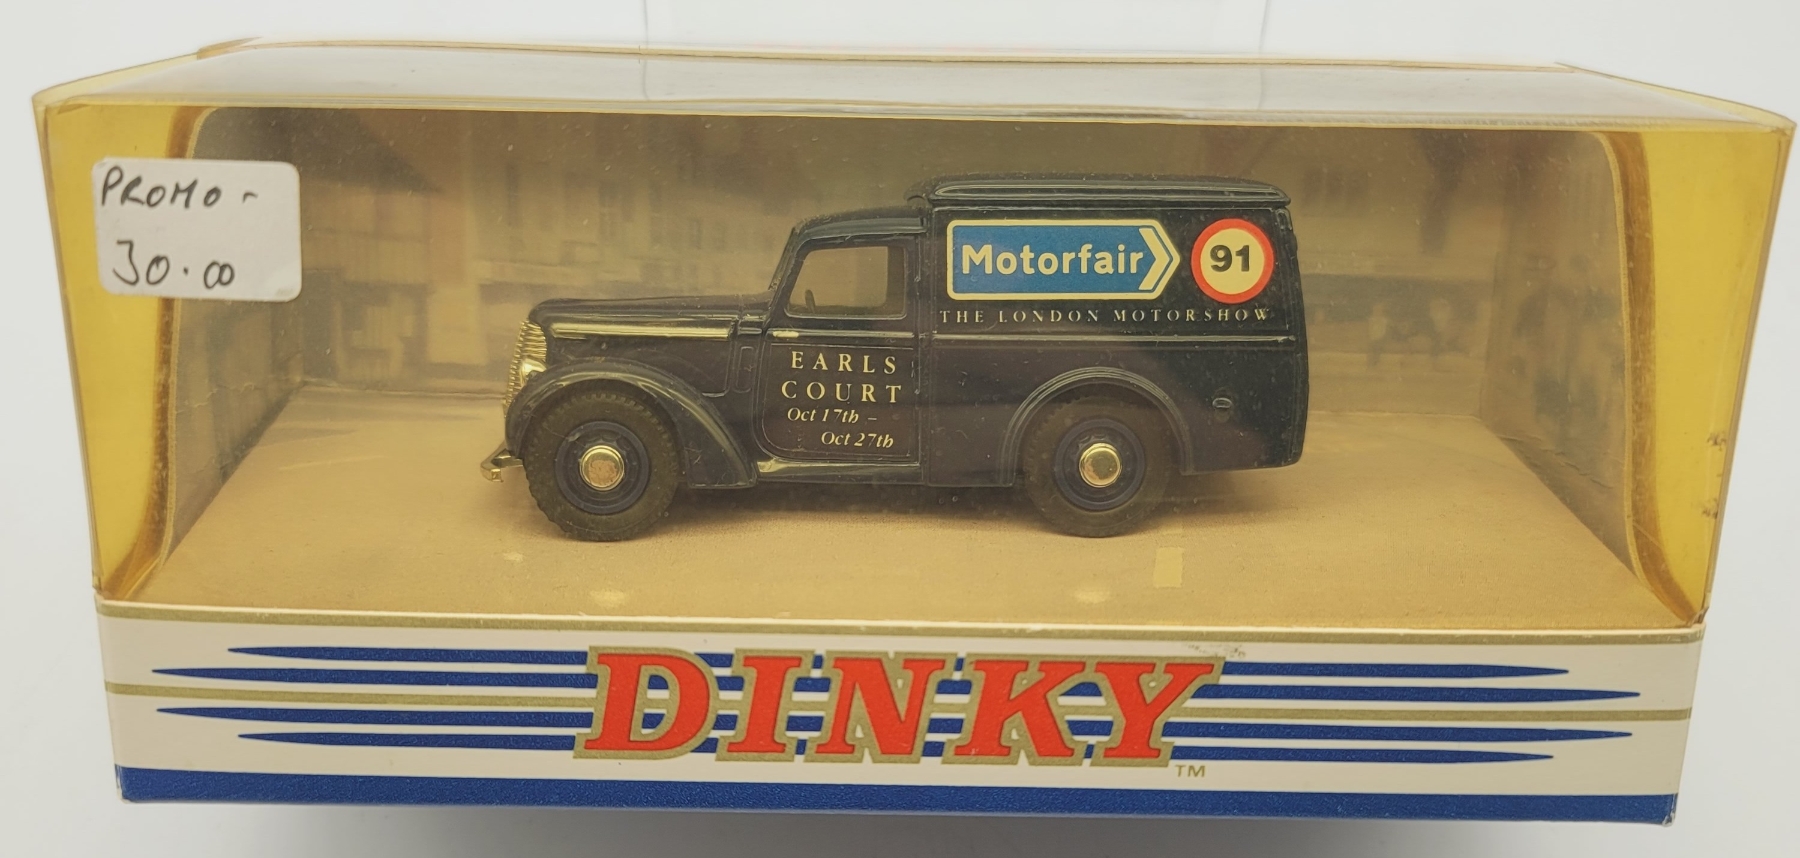 PROMO -
30.00
Motorfair
91
THE LONDON MOTORSHOW
EARLS
COURT
Oct 17th -
Oct 27th
DINKY
TM